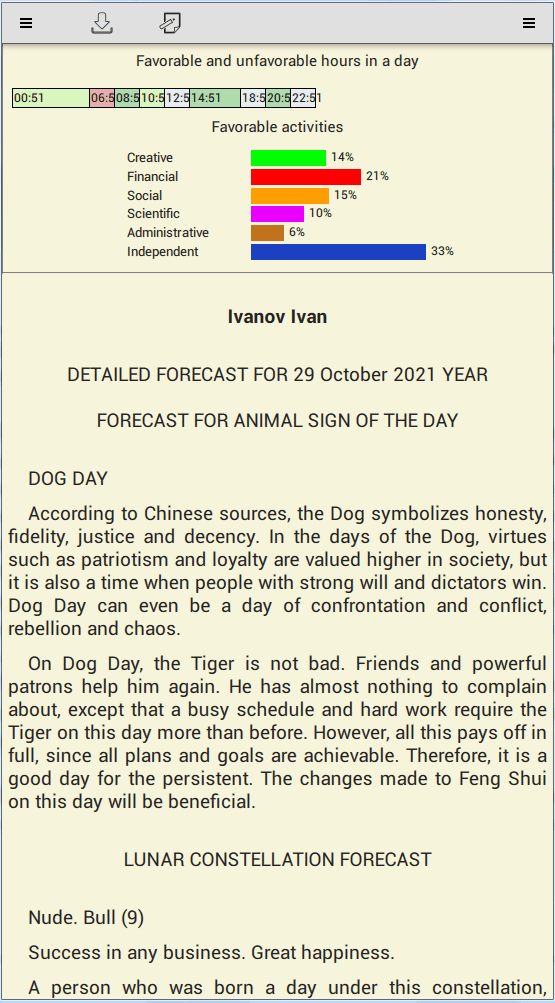 Favorable and unfavorable hours in a day
00:51 06:5 08:5 10:5 12:5 14:51 18:5 20:5 22:51
Favorable activities
Creative 14%
Financial 21%
Social 15%
Scientific 10%
Administrative 6%
Independent 33%
Ivanov Ivan
DETAILED FORECAST FOR 29 October 2021 YEAR
FORECAST FOR ANIMAL SIGN OF THE DAY
DOG DAY
According to Chinese sources, the Dog symbolizes honesty,
fidelity, justice and decency. In the days of the Dog, virtues
such as patriotism and loyalty are valued higher in society, but
it is also a time when people with strong will and dictators win.
Dog Day can even be a day of confrontation and conflict,
rebellion and chaos.
On Dog Day, the Tiger is not bad. Friends and powerful
patrons help him again. He has almost nothing to complain
about, except that a busy schedule and hard work require the
Tiger on this day more than before. However, all this pays off in
full, since all plans and goals are achievable. Therefore, it is a
good day for the persistent. The changes made to Feng Shui
on this day will be beneficial.
LUNAR CONSTELLATION FORECAST
Nude. Bull (9)
Success in any business. Great happiness.
A person who was born a day under this constellation,